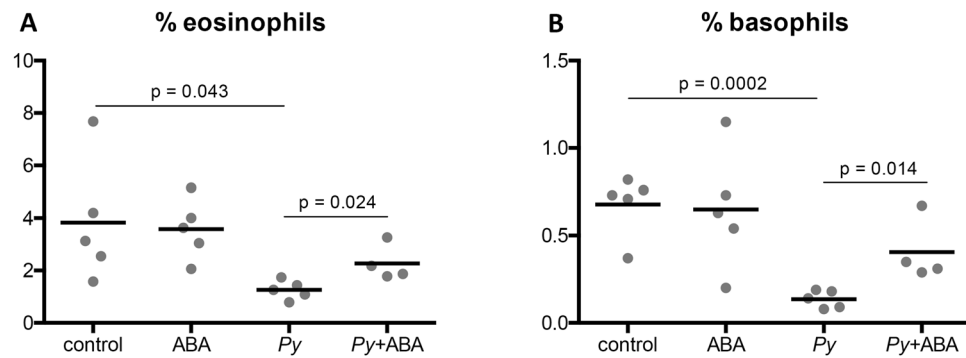 A
% eosinophils
10
8
6
4
2
0
p = 0.043
p = 0.024
control
ABA
Py
Py+ABA
B
% basophils
1.5
1.0
0.5
0.0
p = 0.0002
p = 0.014
control
ABA
Py
Py+ABA